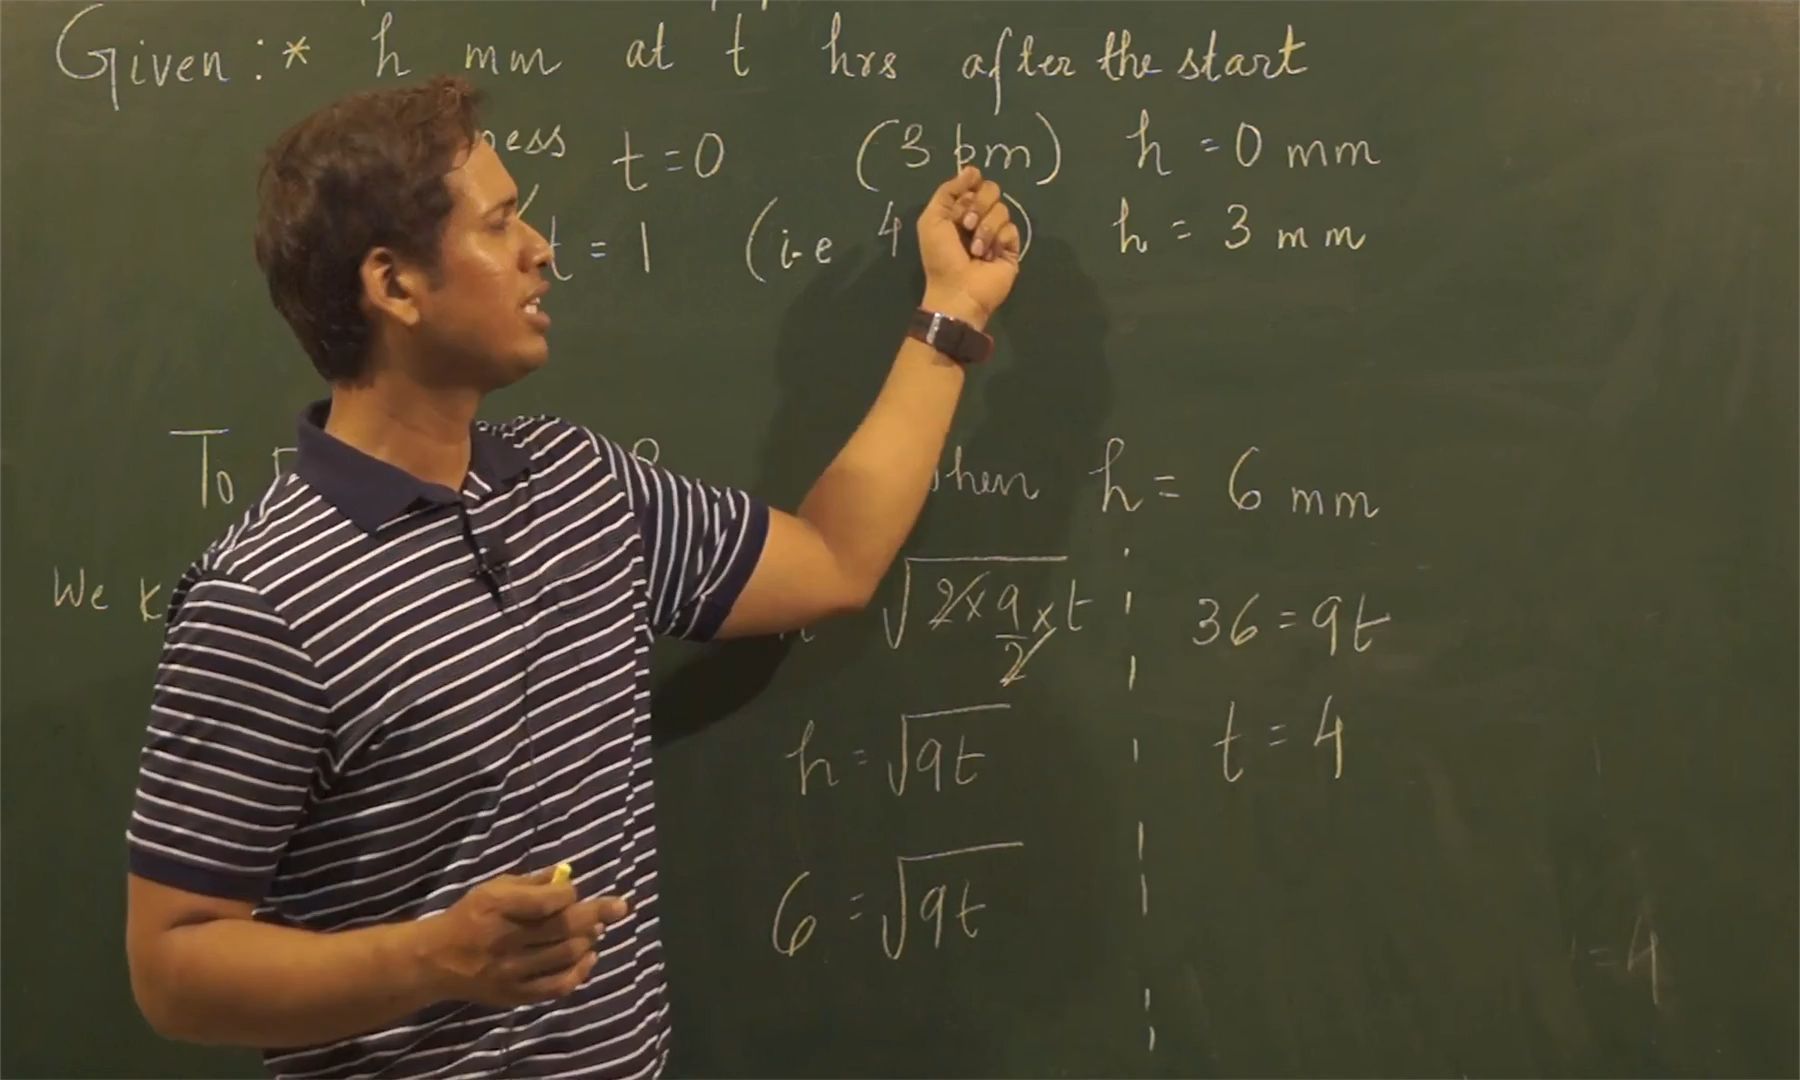 Given : * h mm at t hrs after the start
t = 0 (3 pm) h = 0 mm
t = 1 (i.e 4 ) h = 3 mm
To when h = 6 mm
We √2×9/2×t
36 = 9t
h = √9t
t = 4
6 = √9t
= 4